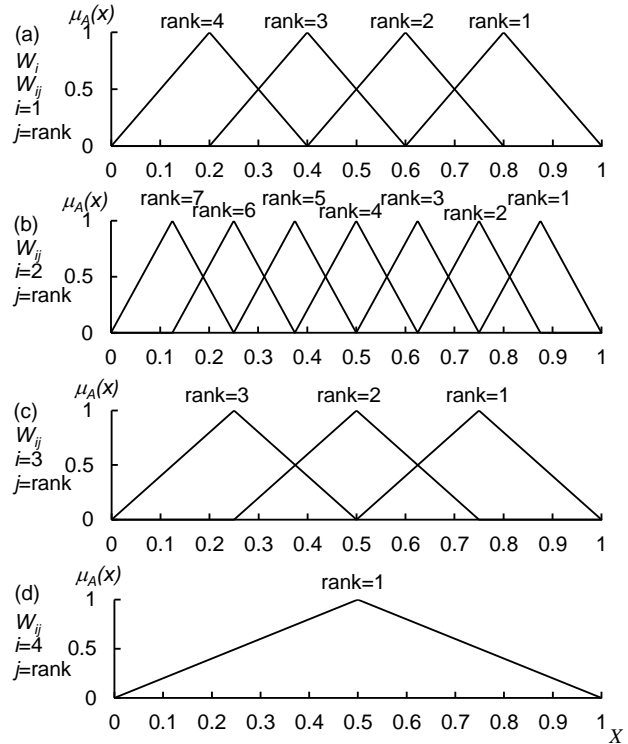 (a) μA(x) rank=4 rank=3 rank=2 rank=1
1
Wi
Wij
0.5
i=1
j=rank
0
0 0.1 0.2 0.3 0.4 0.5 0.6 0.7 0.8 0.9 1
(b) μA(x) rank=7 rank=6 rank=5 rank=4 rank=3 rank=2 rank=1
1
Wij
i=2
0.5
j=rank
0
0 0.1 0.2 0.3 0.4 0.5 0.6 0.7 0.8 0.9 1
(c) μA(x) rank=3 rank=2 rank=1
1
Wij
i=3
0.5
j=rank
0
0 0.1 0.2 0.3 0.4 0.5 0.6 0.7 0.8 0.9 1
(d) μA(x) rank=1
1
Wij
i=4
0.5
j=rank
0
0 0.1 0.2 0.3 0.4 0.5 0.6 0.7 0.8 0.9 1 X